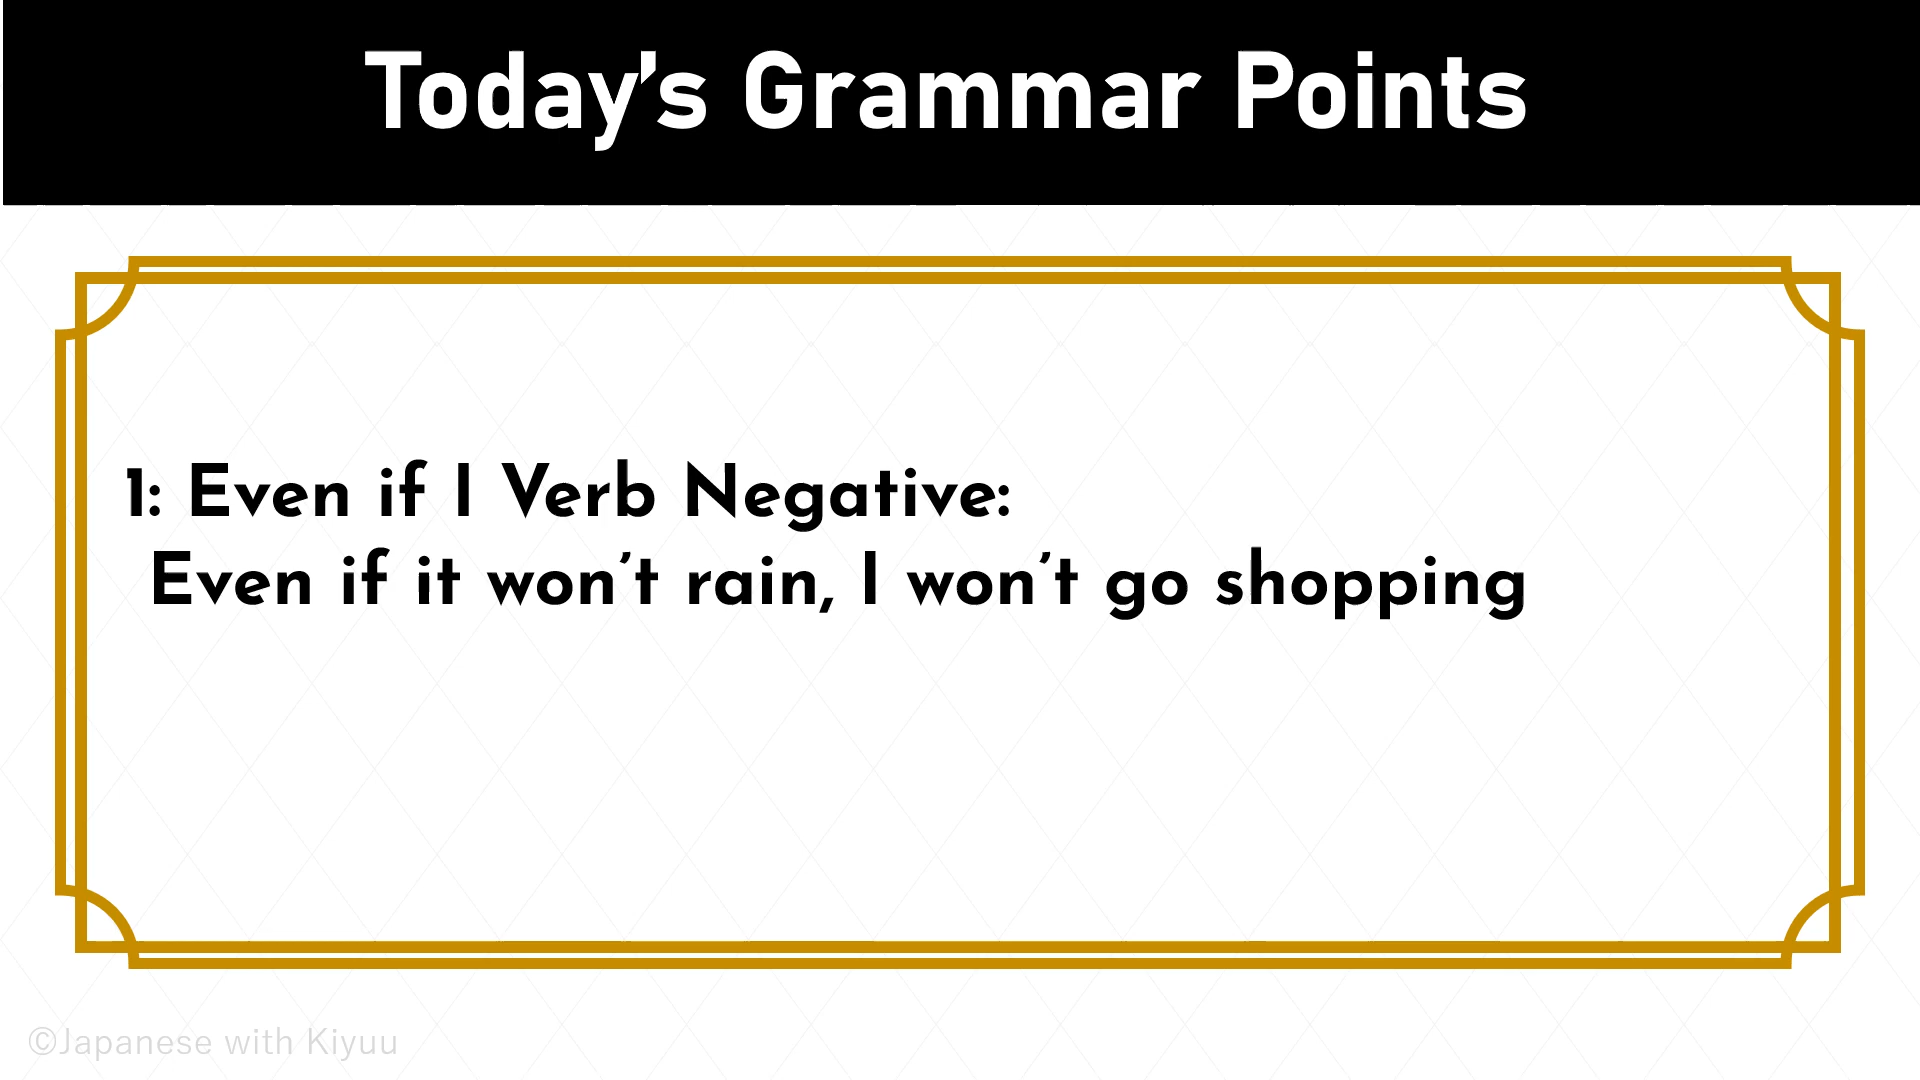 Today’s Grammar Points
1: Even if I Verb Negative:
Even if it won’t rain, I won’t go shopping
©Japanese with Kiyuu